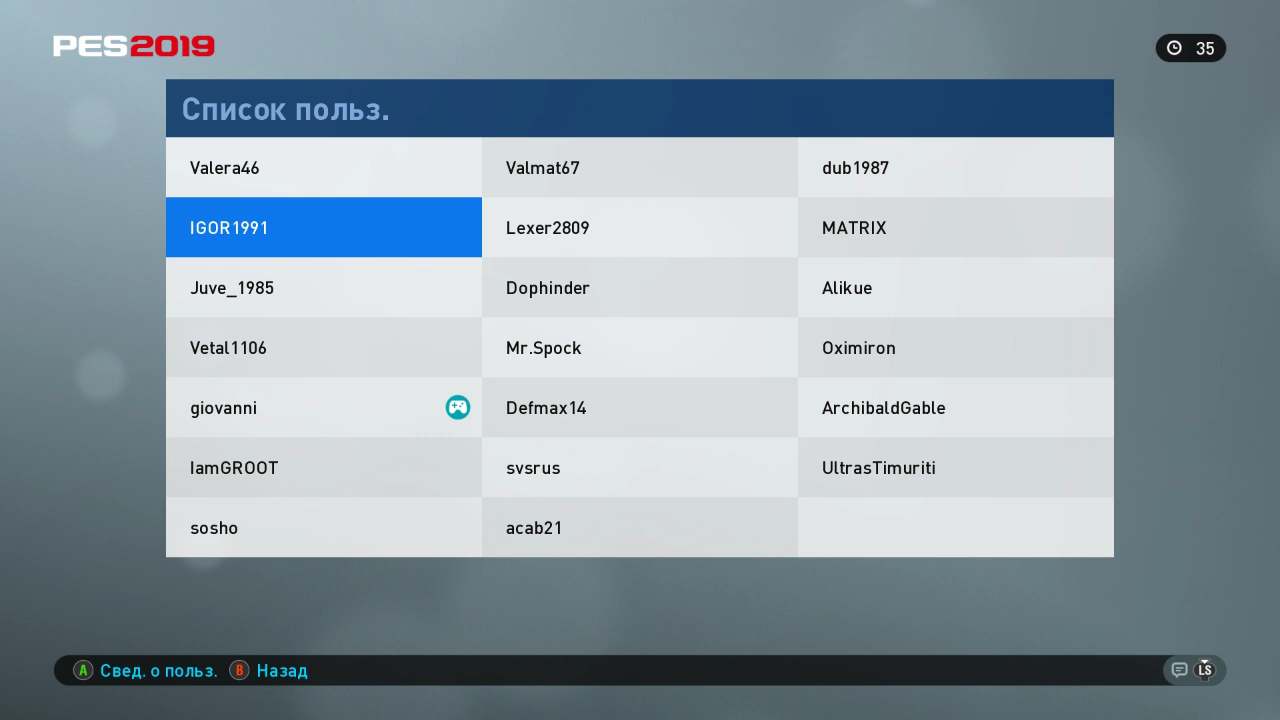 PES2019
35
Список польз.
Valera46 Valmat67 dub1987
IGOR1991 Lexer2809 MATRIX
Juve_1985 Dophinder Alikue
Vetal1106 Mr.Spock Oximiron
giovanni Defmax14 ArchibaldGable
IamGROOT svsrus UltrasTimuriti
sosho acab21
A Свед. о польз. B Назад LS